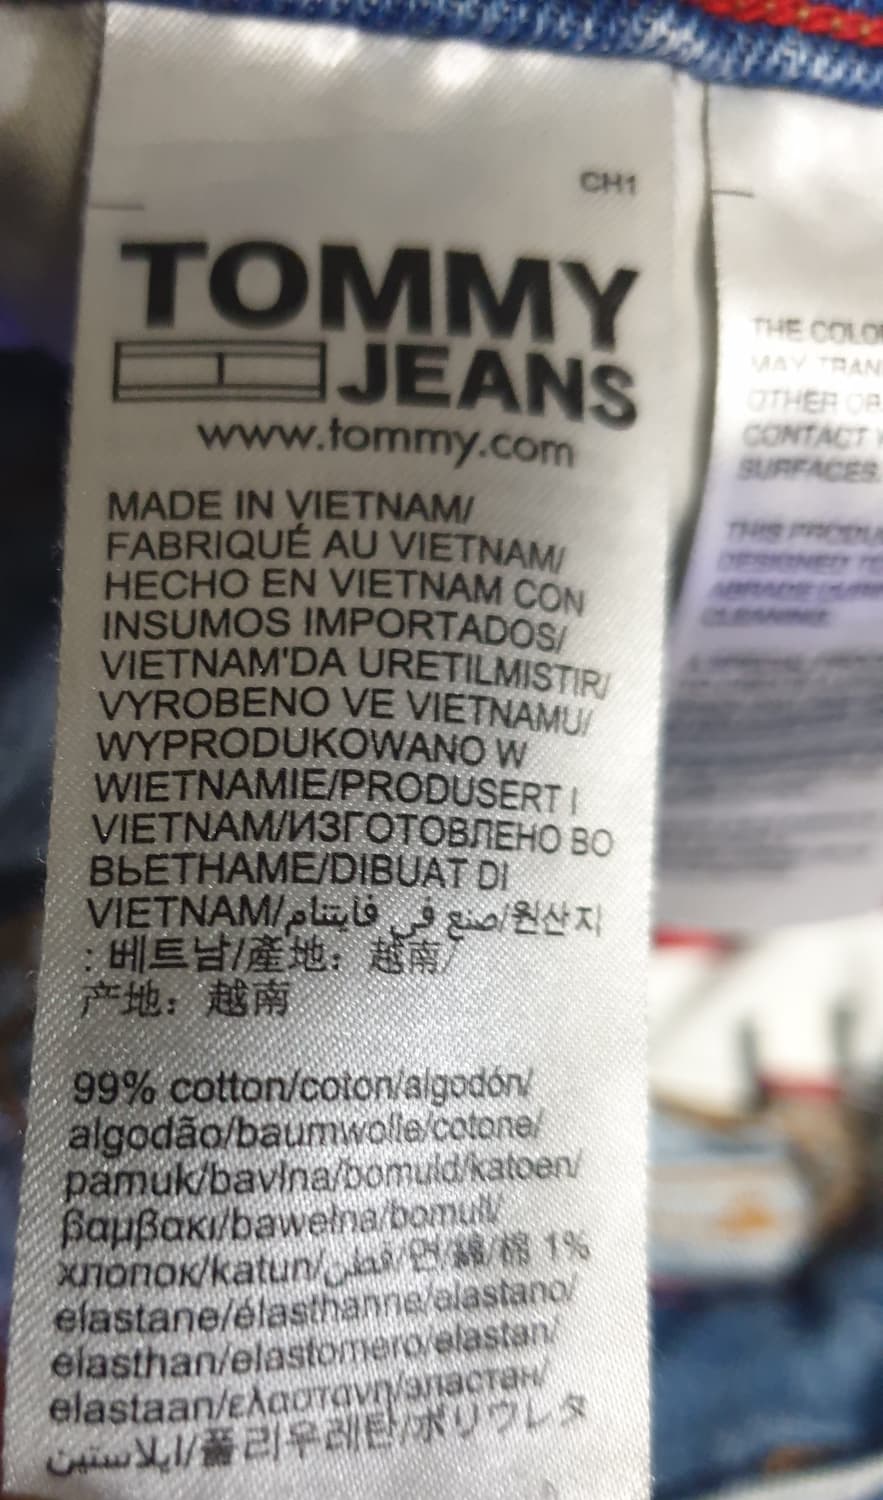 CH1
TOMMY
JEANS
www.tommy.com
MADE IN VIETNAM/
FABRIQUÉ AU VIETNAM/
HECHO EN VIETNAM CON
INSUMOS IMPORTADOS/
VIETNAM'DA URETILMISTIR/
VYROBENO VE VIETNAMU/
WYPRODUKOWANO W
WIETNAMIE/PRODUSERT I
VIETNAM/ИЗГОТОВЛЕНО ВО
ВЬЕТНАМЕ/DIBUAT DI
VIETNAM/صنع في فايتنام/원산지
: 베트남/產地：越南/
产地：越南
99% cotton/coton/algodón/
algodão/baumwolle/cotone/
pamuk/bavlna/bomuld/katoen/
βαμβακι/bawełna/bomull/
хлопок/katun/قطن/면/綿/棉 1%
elastane/élasthanne/elastano/
elasthan/elastomero/elastan/
elastaan/ελαστανη/эластан/
ايلاستين/폴리우레탄/ポリウレタ
THE COLO
MAY TRAN
OTHER OR
CONTACT
SURFACES.
THIS PRODU
DESIGNED TO
CLEANING.